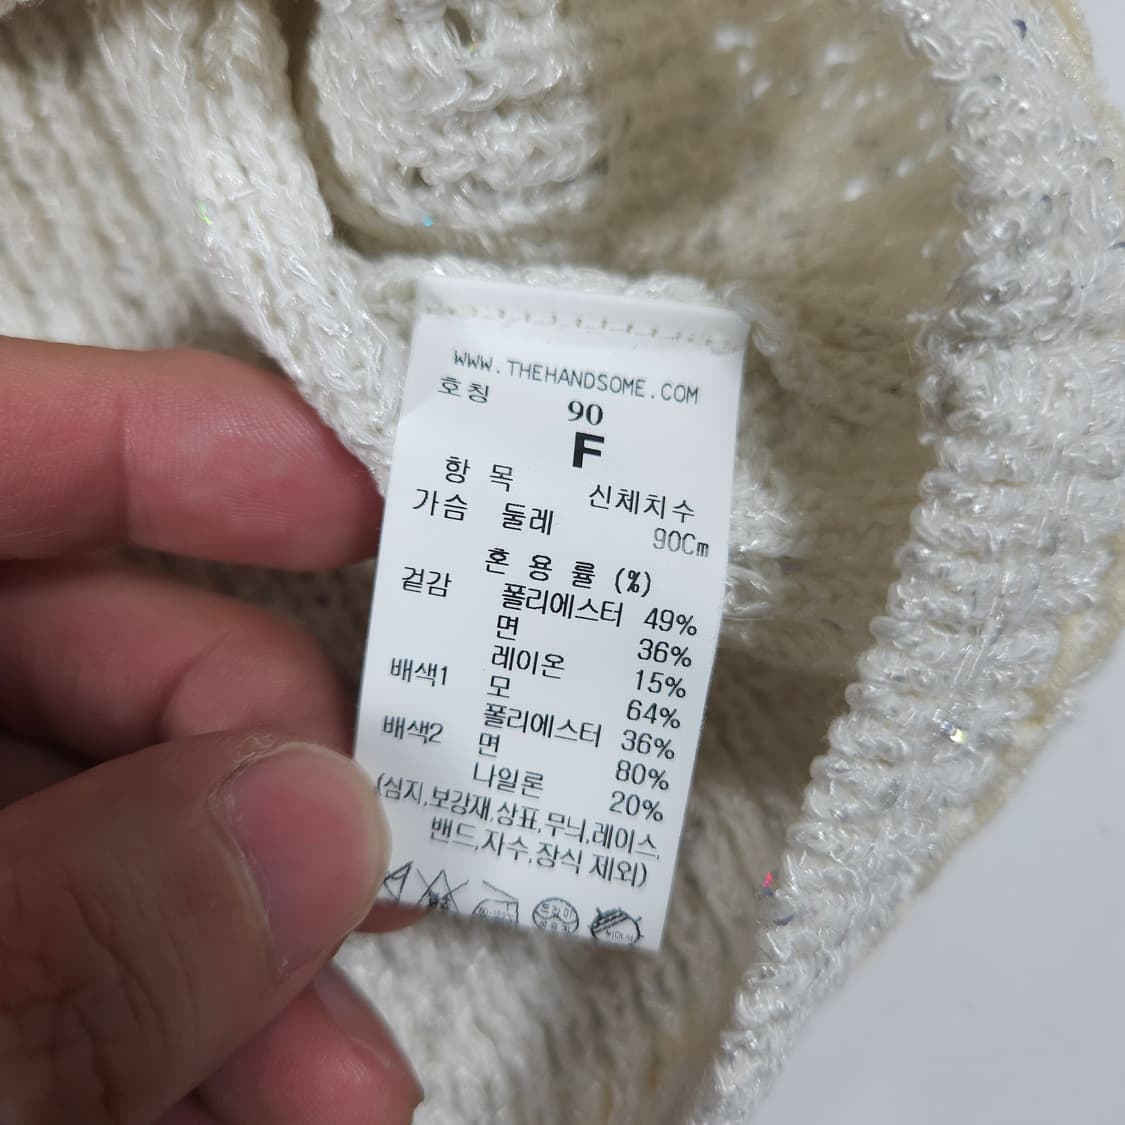 WWW.THEHANDSOME.COM
호칭 90
F
항 목 신체치수
가슴 둘레 90Cm
혼 용 률 (%)
겉감 폴리에스터 49%
면 36%
레이온 15%
배색1 모 64%
폴리에스터 36%
배색2 면 80%
나일론 20%
(심지,보강재,상표,무늬,레이스,
밴드,자수,장식 제외)
드라이